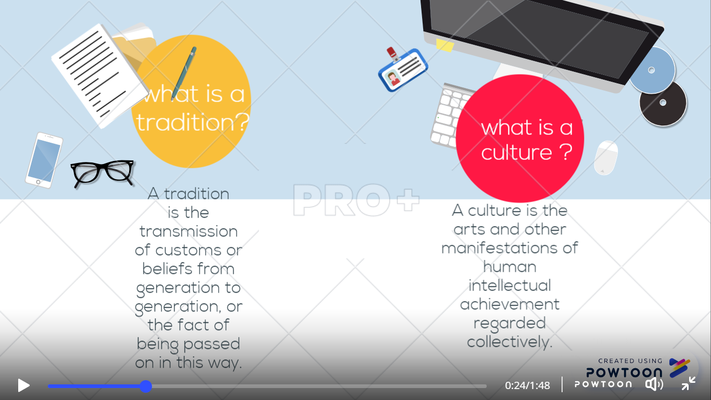 what is a
tradition?
A tradition
is the
transmission
of customs or
beliefs from
generation to
generation, or
the fact of
being passed
on in this way.
what is a
culture ?
A culture is the
arts and other
manifestations of
human
intellectual
achievement
regarded
collectively.
PRO+
CREATED USING
POWTOON
0:24/1:48
POWTOON